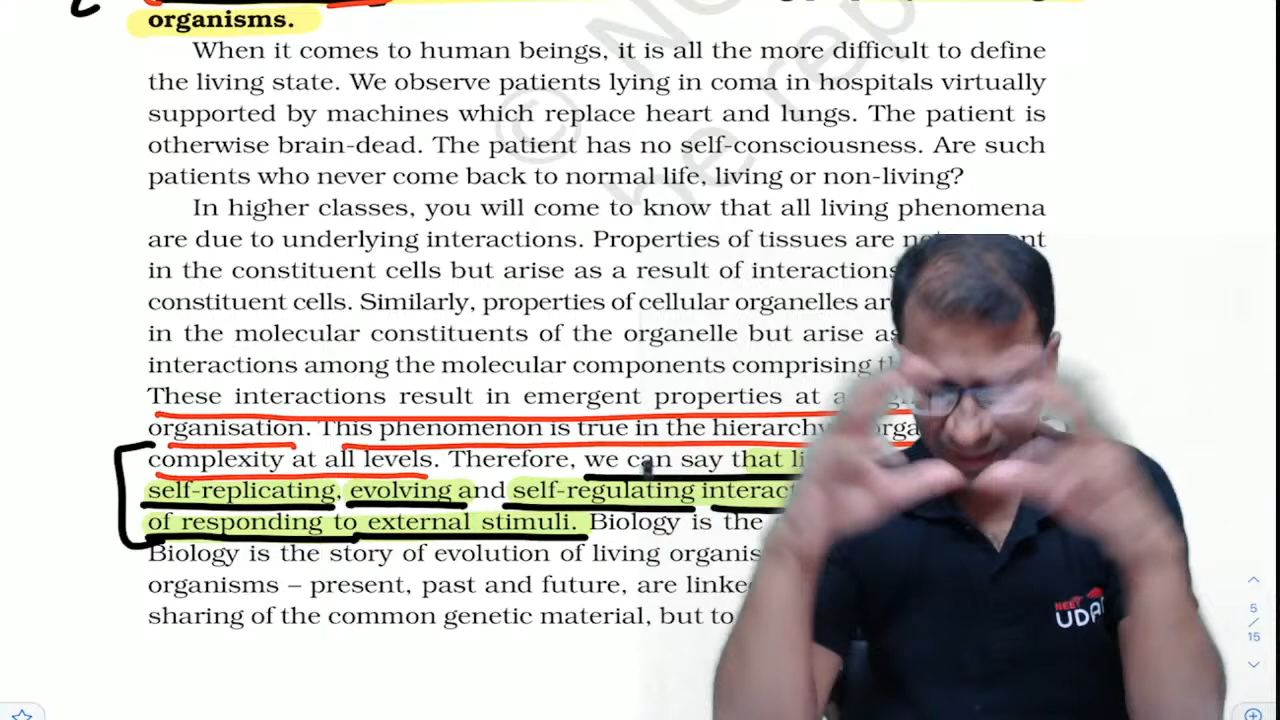 organisms.
When it comes to human beings, it is all the more difficult to define
the living state. We observe patients lying in coma in hospitals virtually
supported by machines which replace heart and lungs. The patient is
otherwise brain-dead. The patient has no self-consciousness. Are such
patients who never come back to normal life, living or non-living?
In higher classes, you will come to know that all living phenomena
are due to underlying interactions. Properties of tissues are
in the constituent cells but arise as a result of interactions
constituent cells. Similarly, properties of cellular organelles
in the molecular constituents of the organelle but arise
interactions among the molecular components comprising
These interactions result in emergent properties at a
organisation. This phenomenon is true in the hierarchy
complexity at all levels. Therefore, we can say that
self-replicating, evolving and self-regulating
of responding to external stimuli. Biology is the
Biology is the story of evolution of living
organisms – present, past and future, are
sharing of the common genetic material, but to
NEET
5
/
15